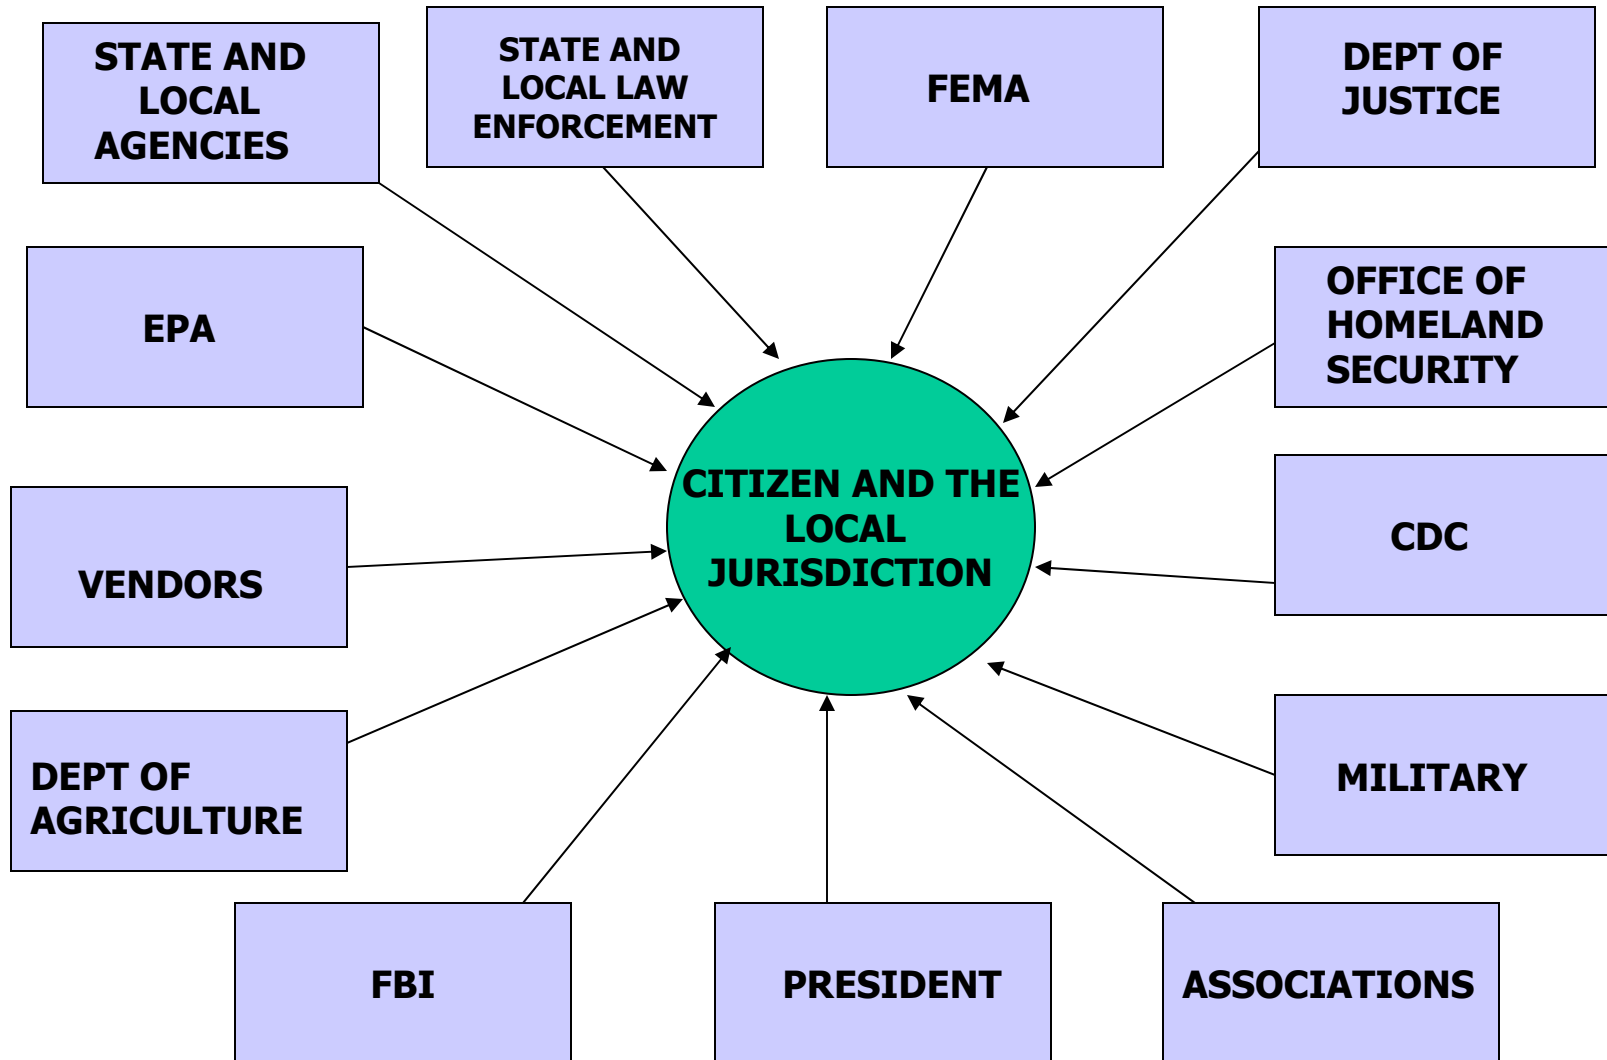 STATE AND
LOCAL
AGENCIES
STATE AND
LOCAL LAW
ENFORCEMENT
FEMA
DEPT OF
JUSTICE
EPA
OFFICE OF
HOMELAND
SECURITY
CITIZEN AND THE
LOCAL
JURISDICTION
VENDORS
CDC
DEPT OF
AGRICULTURE
MILITARY
FBI
PRESIDENT
ASSOCIATIONS